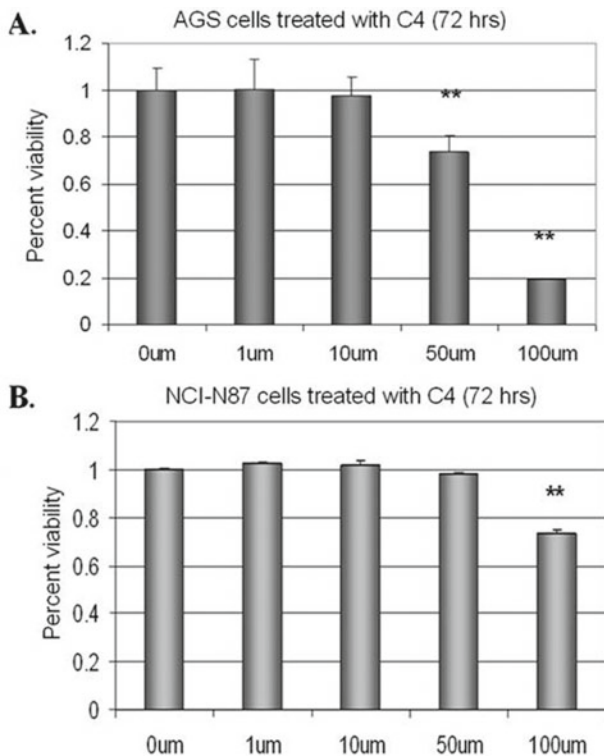 A.
AGS cells treated with C4 (72 hrs)
Percent viability
1.2
1
0.8
0.6
0.4
0.2
0
**
**
0um 1um 10um 50um 100um
B.
NCI-N87 cells treated with C4 (72 hrs)
Percent viability
1.2
1
0.8
0.6
0.4
0.2
0
**
0um 1um 10um 50um 100um